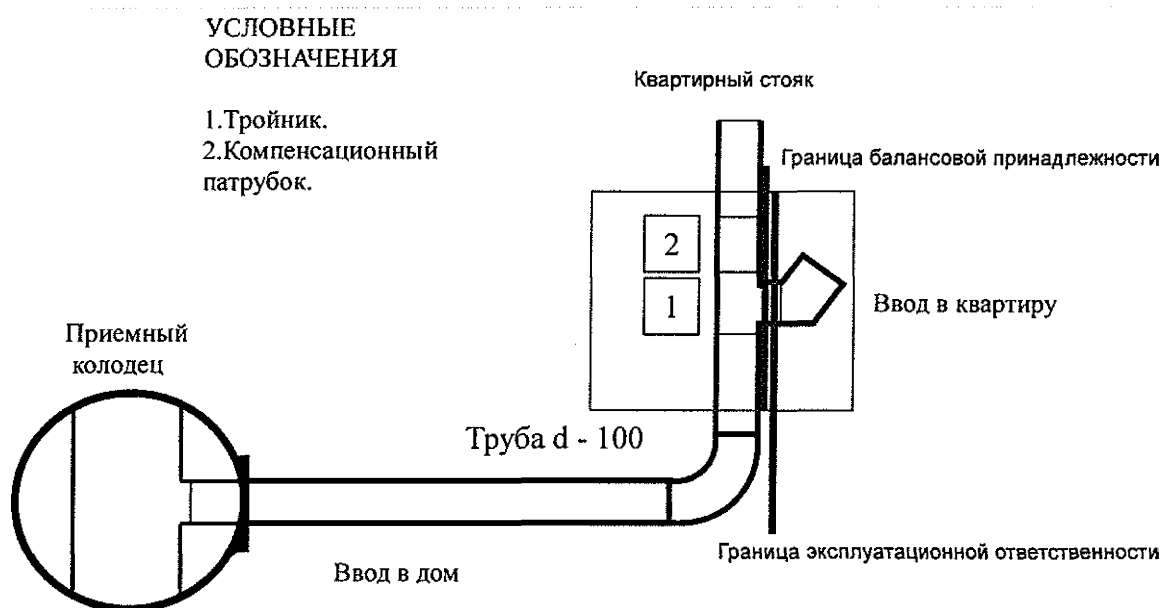 УСЛОВНЫЕ
ОБОЗНАЧЕНИЯ
1.Тройник.
2.Компенсационный
патрубок.
Квартирный стояк
Граница балансовой принадлежности
2
1
Ввод в квартиру
Приемный
колодец
Труба d - 100
Граница эксплуатационной ответственности
Ввод в дом